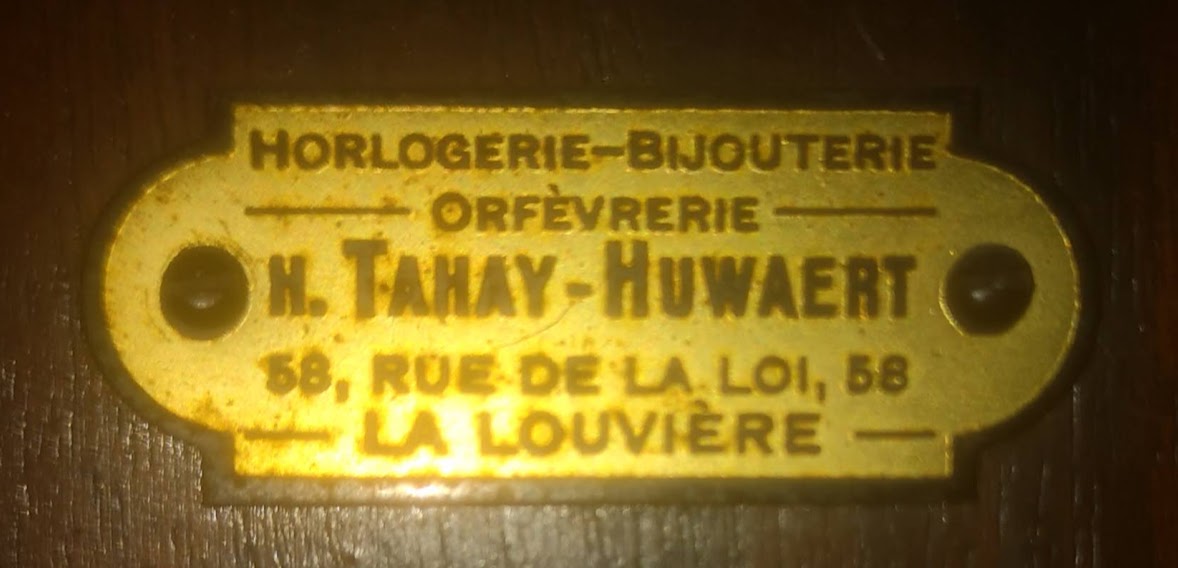 HORLOGERIE-BIJOUTERIE
ORFÈVRERIE
H. TAHAY-HUWAERT
58, RUE DE LA LOI, 58
LA LOUVIÈRE